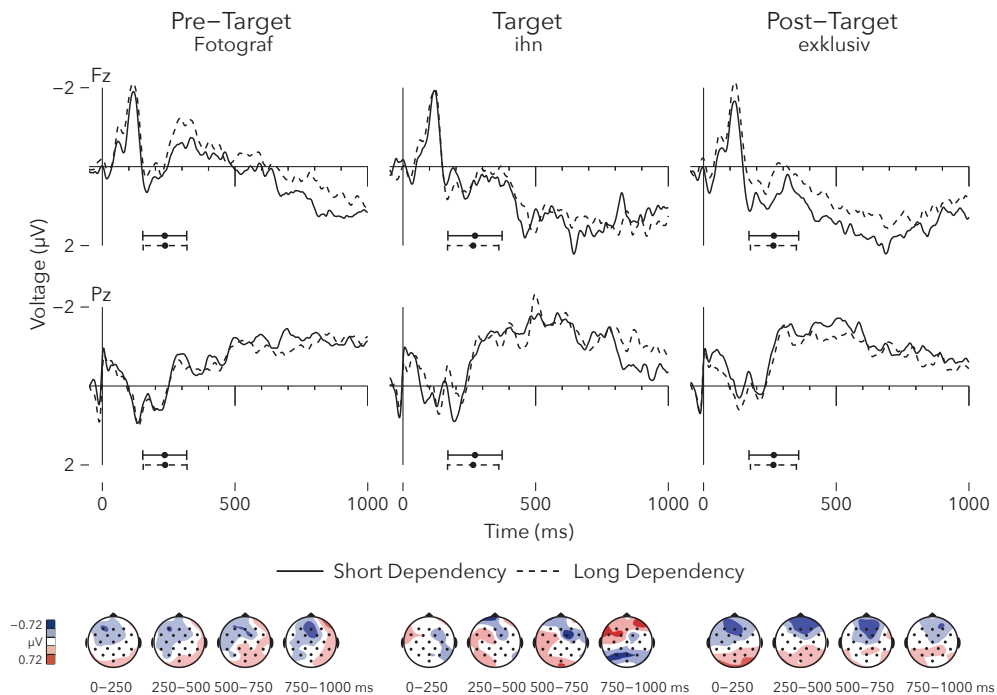 Pre–Target Target Post–Target
Fotograf ihn exklusiv
Fz
−2
2
Voltage (µV)
Pz
−2
2
0 500 1000 0 500 1000 0 500 1000
Time (ms)
Short Dependency Long Dependency
−0.72
µV
0.72
0−250 250−500 500−750 750−1000 ms 0−250 250−500 500−750 750−1000 ms 0−250 250−500 500−750 750−1000 ms